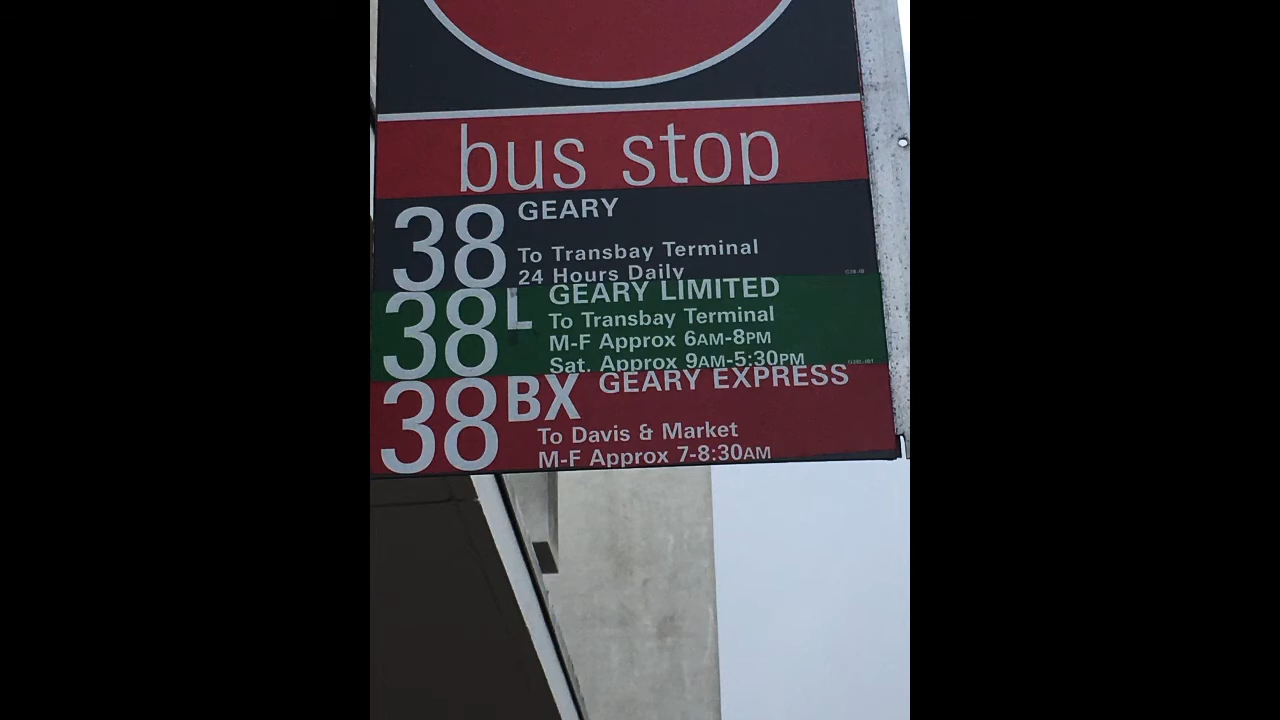 bus stop
38 GEARY
To Transbay Terminal
24 Hours Daily
38L GEARY LIMITED
To Transbay Terminal
M-F Approx 6AM-8PM
Sat. Approx 9AM-5:30PM
38BX GEARY EXPRESS
To Davis & Market
M-F Approx 7-8:30AM